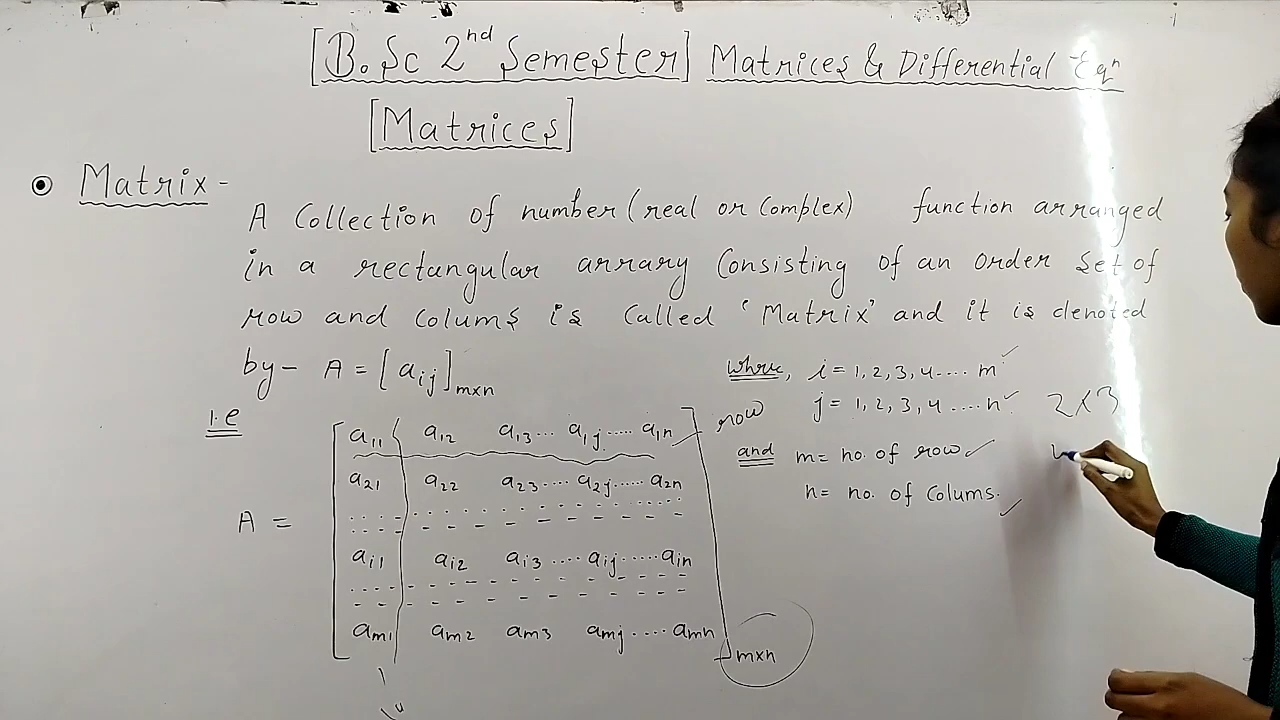 [B.Sc 2nd Semester] Matrices & Differential Eqn
[Matrices]
Matrix -
A Collection of number (real or Complex) function arranged
in a rectangular arrary Consisting of an order set of
row and Colums is Called 'Matrix' and it is denoted
by - A = [aij]mxn
where, i = 1, 2, 3, 4 .... m
j = 1, 2, 3, 4 .... n
2 x 3
and m = no. of row
n = no. of Colums.
i.e
A =
a11 a12 a13 ... a1j ..... a1n
row
a21 a22 a23 ... a2j ..... a2n
ai1 ai2 ai3 .... aij ..... ain
am1 am2 am3 amj .... amn
mxn